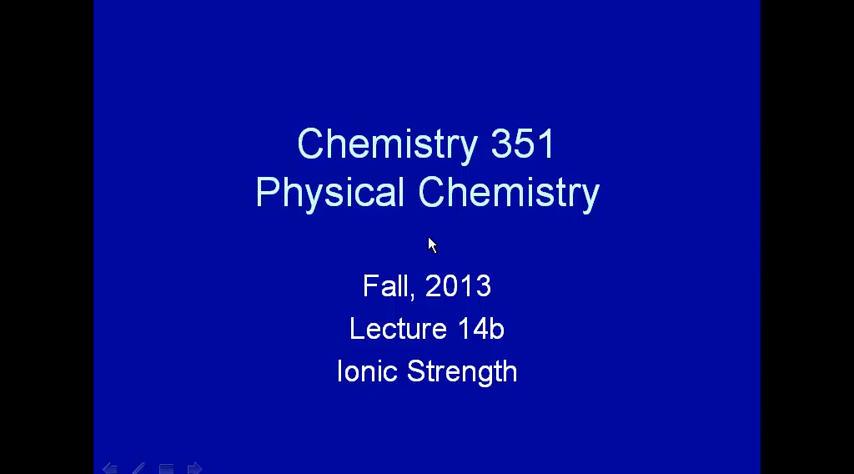 Chemistry 351
Physical Chemistry
Fall, 2013
Lecture 14b
Ionic Strength